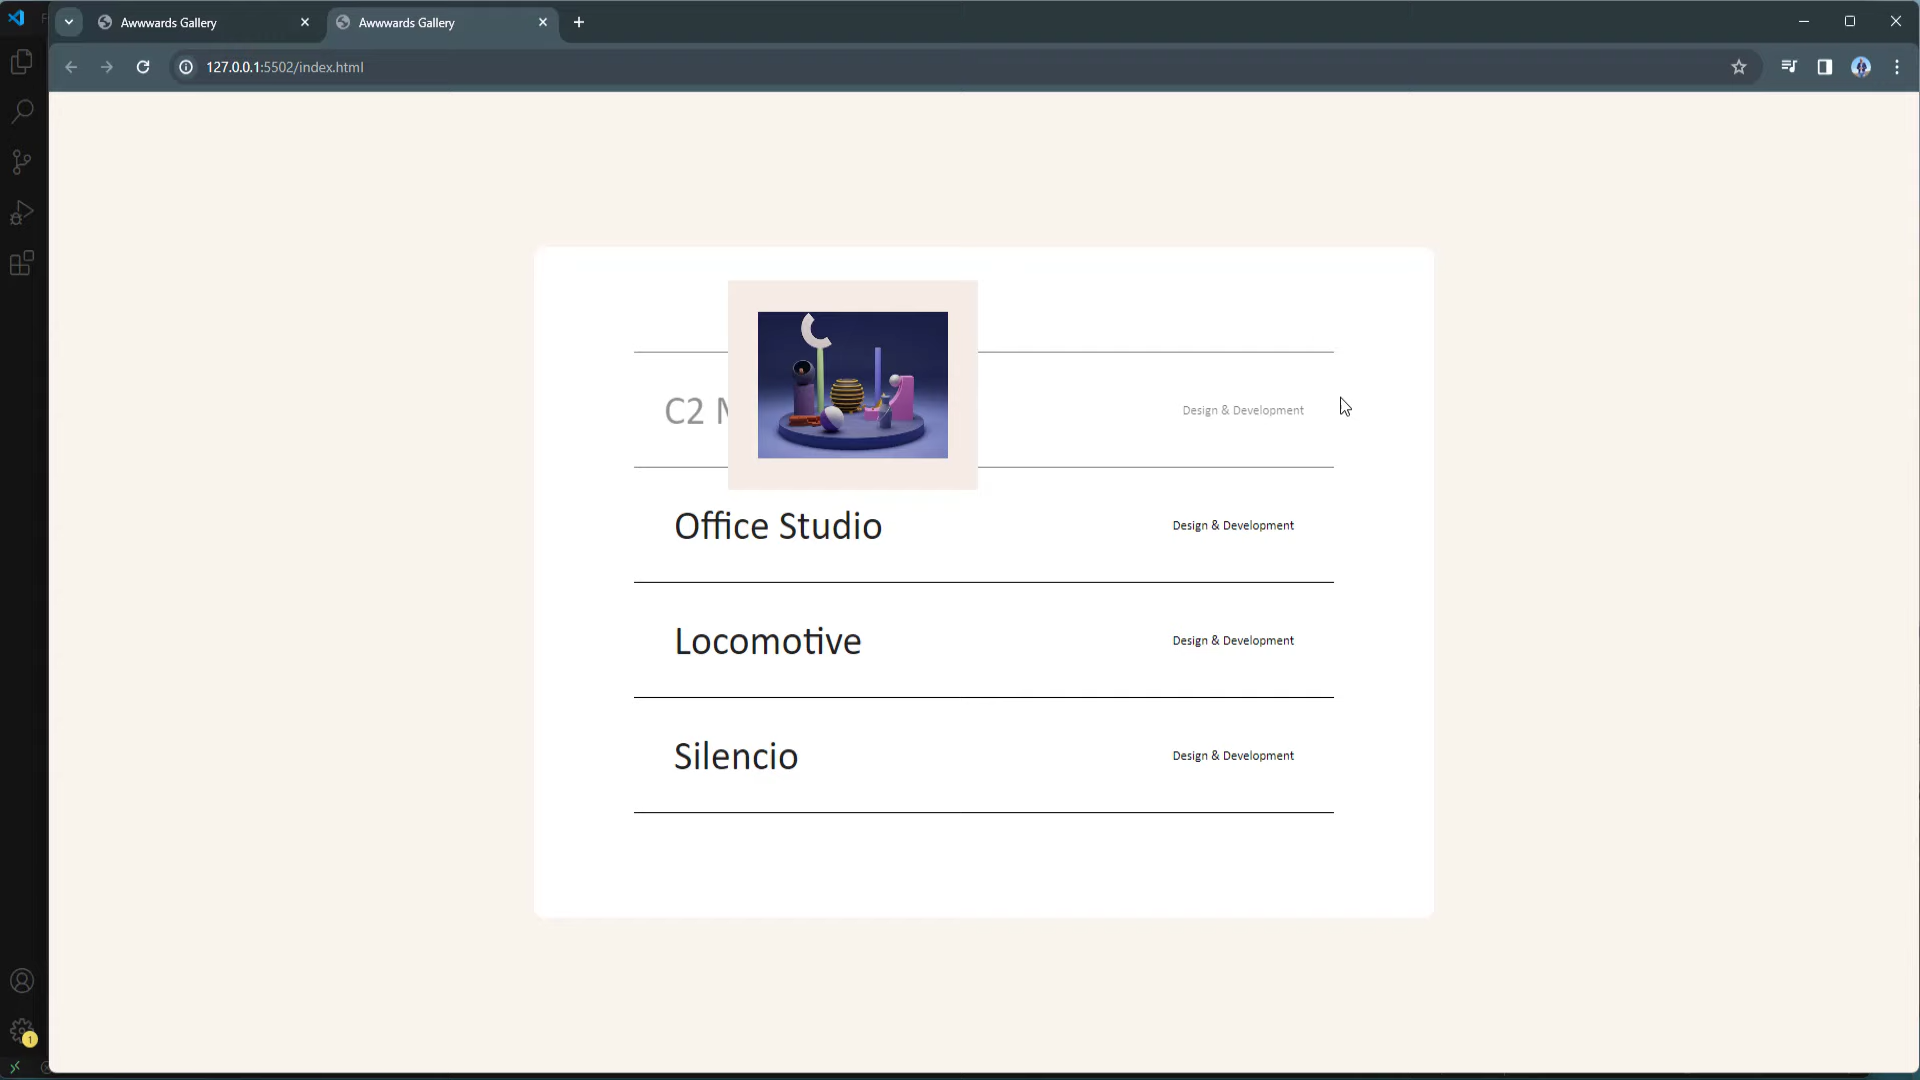 Awwwards Gallery
Awwwards Gallery
127.0.0.1:5502/index.html
C2 M
Design & Development
Office Studio
Design & Development
Locomotive
Design & Development
Silencio
Design & Development
1